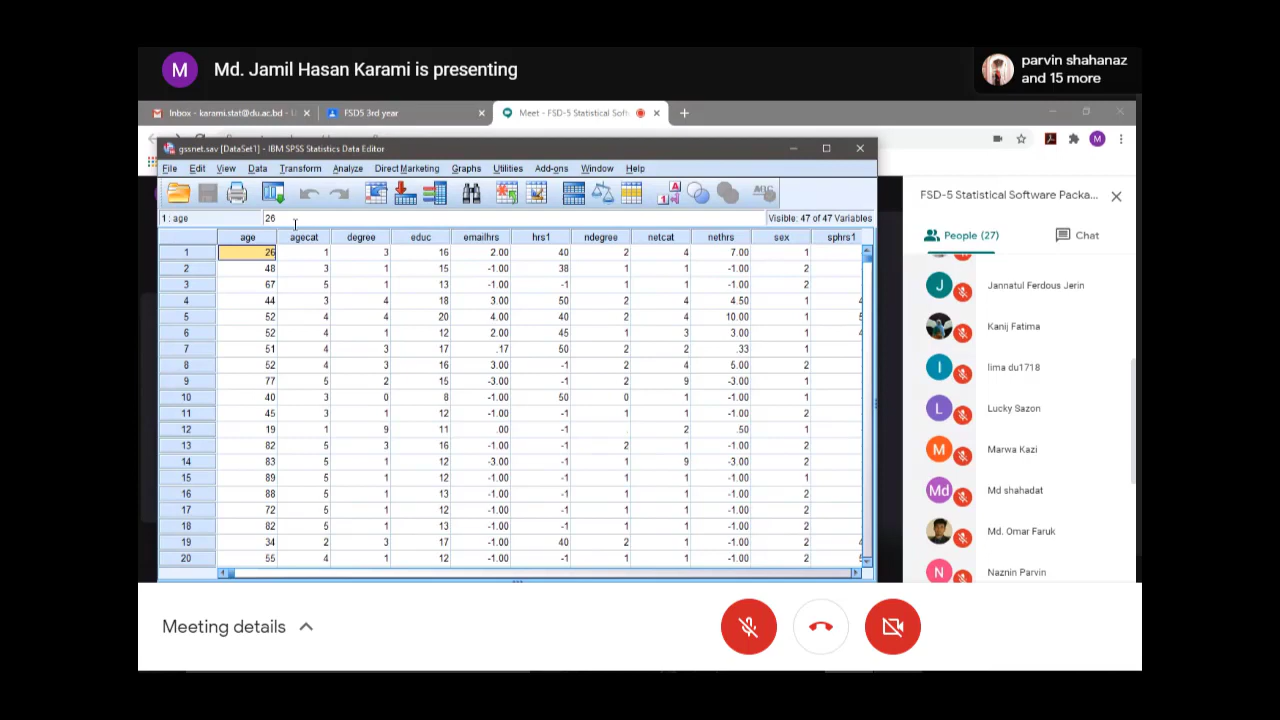 M Md. Jamil Hasan Karami is presenting
parvin shahanaz
and 15 more
Inbox - karami.stat@du.ac.bd -
FSD5 3rd year
Meet - FSD-5 Statistical Soft
gssnet.sav [DataSet1] - IBM SPSS Statistics Data Editor
File Edit View Data Transform Analyze Direct Marketing Graphs Utilities Add-ons Window Help
1 : age 26 Visible: 47 of 47 Variables
age agecat degree educ emailhrs hrs1 ndegree netcat nethrs sex sphrs1
1 26 1 3 16 2.00 40 2 4 7.00 1
2 48 3 1 15 -1.00 38 1 1 -1.00 2
3 67 5 1 13 -1.00 -1 1 1 -1.00 2
4 44 3 4 18 3.00 50 2 4 4.50 1 4
5 52 4 4 20 4.00 40 2 4 10.00 1 5
6 52 4 1 12 2.00 45 1 3 3.00 1 4
7 51 4 3 17 .17 50 2 2 .33 1
8 52 4 3 16 3.00 -1 2 4 5.00 2
9 77 5 2 15 -3.00 -1 2 9 -3.00 1
10 40 3 0 8 -1.00 50 0 1 -1.00 1
11 45 3 1 12 -1.00 -1 1 1 -1.00 2
12 19 1 9 11 .00 -1 . 2 .50 1
13 82 5 3 16 -1.00 -1 2 1 -1.00 2
14 83 5 1 12 -3.00 -1 1 9 -3.00 2
15 89 5 1 12 -1.00 -1 1 1 -1.00 1
16 88 5 1 13 -1.00 -1 1 1 -1.00 2
17 72 5 1 12 -1.00 -1 1 1 -1.00 2
18 82 5 1 13 -1.00 -1 1 1 -1.00 2
19 34 2 3 17 -1.00 40 2 1 -1.00 2 4
20 55 4 1 12 -1.00 -1 1 1 -1.00 2 5
FSD-5 Statistical Software Packa...
People (27) Chat
J Jannatul Ferdous Jerin
Kanij Fatima
l lima du1718
L Lucky Sazon
M Marwa Kazi
Md Md shahadat
Md. Omar Faruk
N Naznin Parvin
Meeting details